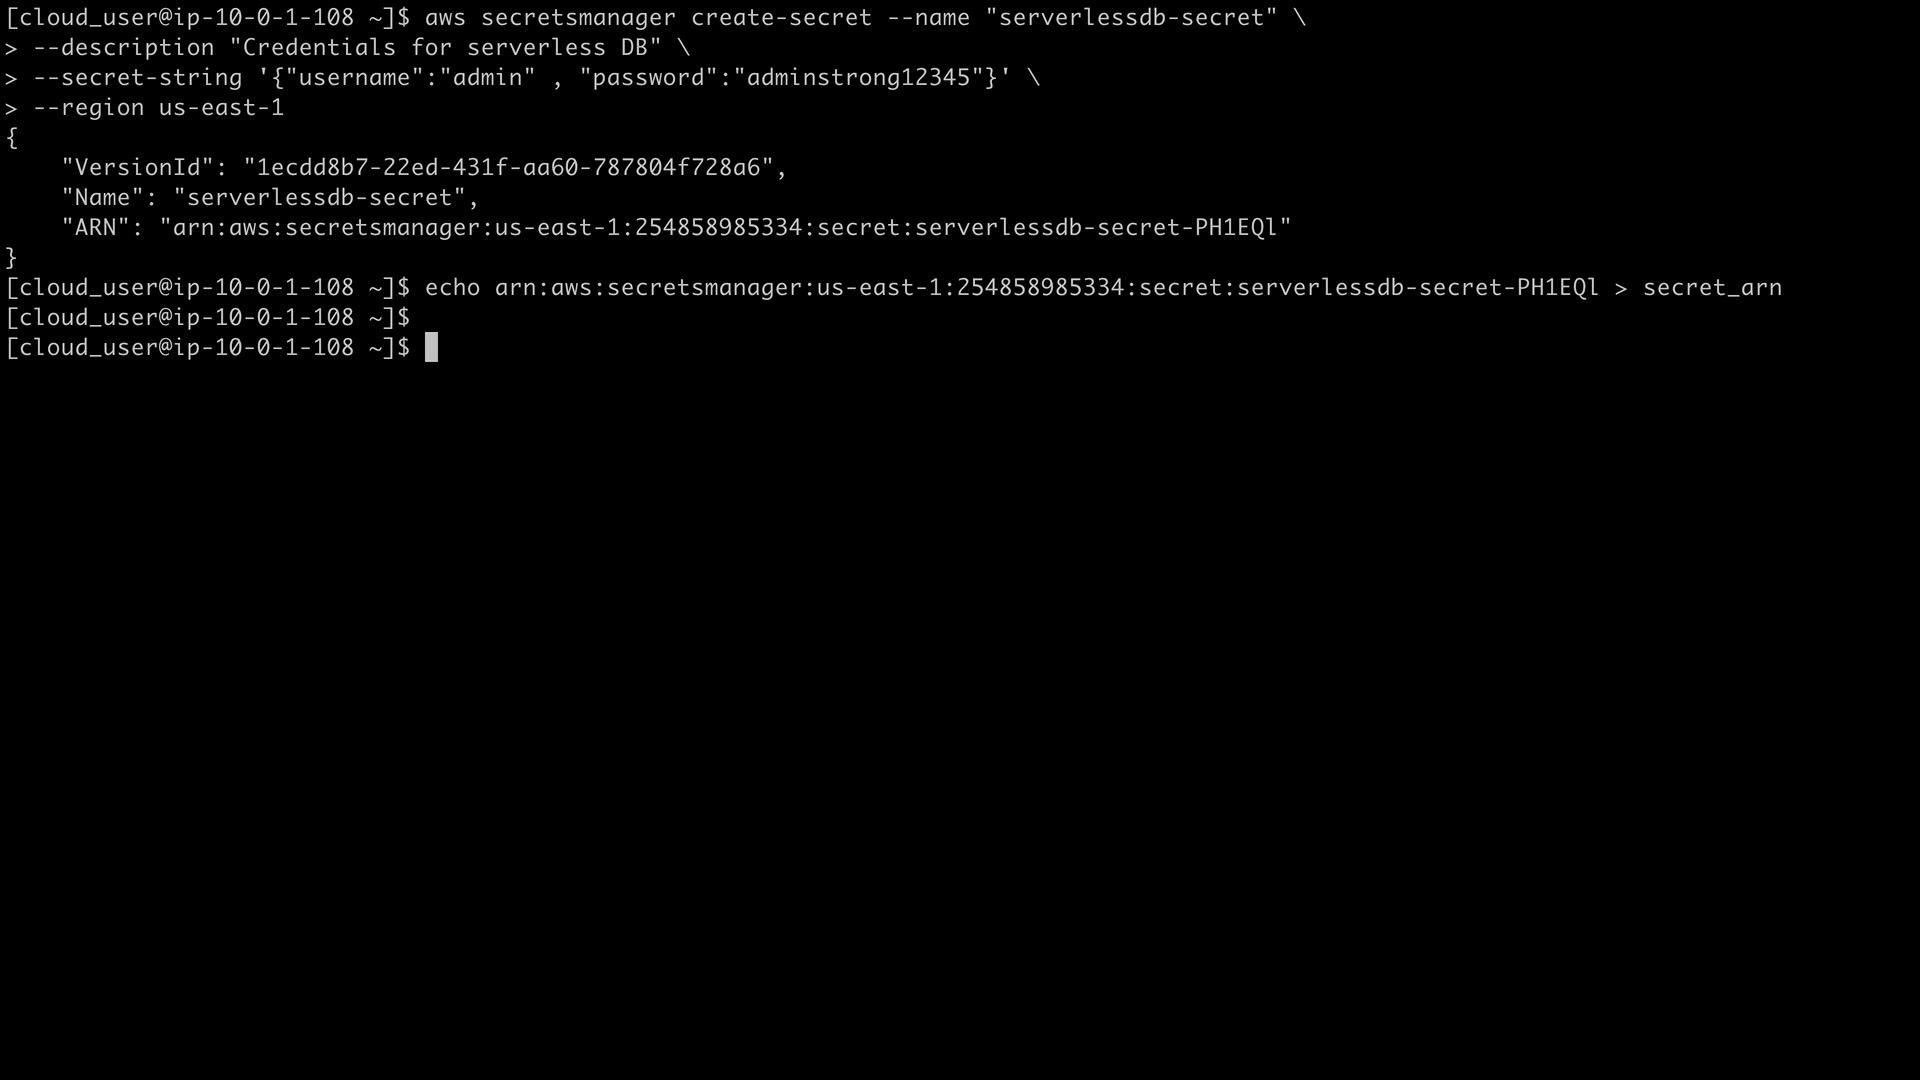 [cloud_user@ip-10-0-1-108 ~]$ aws secretsmanager create-secret --name "serverlessdb-secret" \
> --description "Credentials for serverless DB" \
> --secret-string '{"username":"admin" , "password":"adminstrong12345"}' \
> --region us-east-1
{
    "VersionId": "1ecdd8b7-22ed-431f-aa60-787804f728a6",
    "Name": "serverlessdb-secret",
    "ARN": "arn:aws:secretsmanager:us-east-1:254858985334:secret:serverlessdb-secret-PH1EQl"
}
[cloud_user@ip-10-0-1-108 ~]$ echo arn:aws:secretsmanager:us-east-1:254858985334:secret:serverlessdb-secret-PH1EQl > secret_arn
[cloud_user@ip-10-0-1-108 ~]$
[cloud_user@ip-10-0-1-108 ~]$